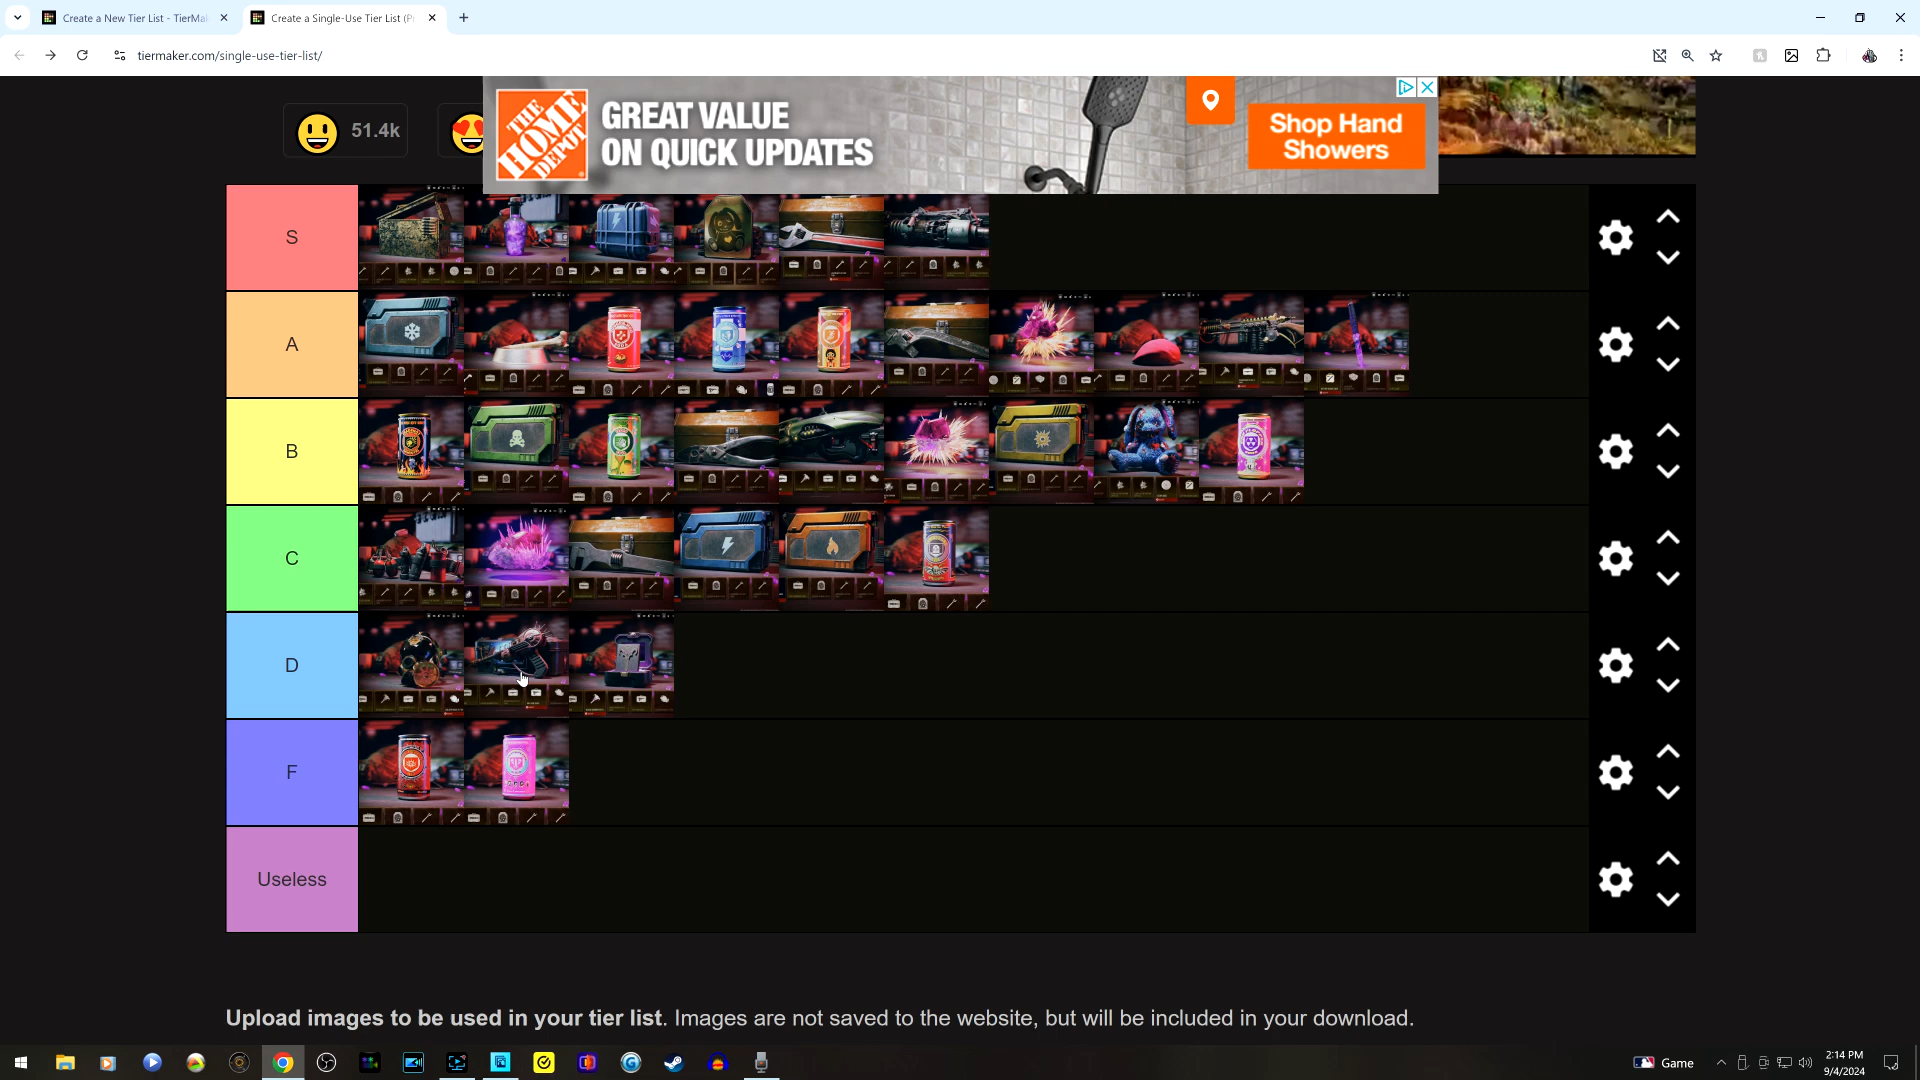 Create a New Tier List - TierMa
Create a Single-Use Tier List (P
tiermaker.com/single-use-tier-list/
51.4k
THE HOME DEPOT
GREAT VALUE
ON QUICK UPDATES
Shop Hand
Showers
S
A
B
C
D
F
Useless
Upload images to be used in your tier list. Images are not saved to the website, but will be included in your download.
Game
2:14 PM
9/4/2024